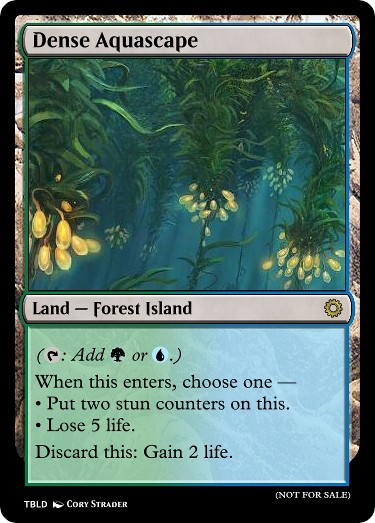 Dense Aquascape
Land — Forest Island
(: Add or .)
When this enters, choose one —
• Put two stun counters on this.
• Lose 5 life.
Discard this: Gain 2 life.
TBLD Cory Strader
(NOT FOR SALE)